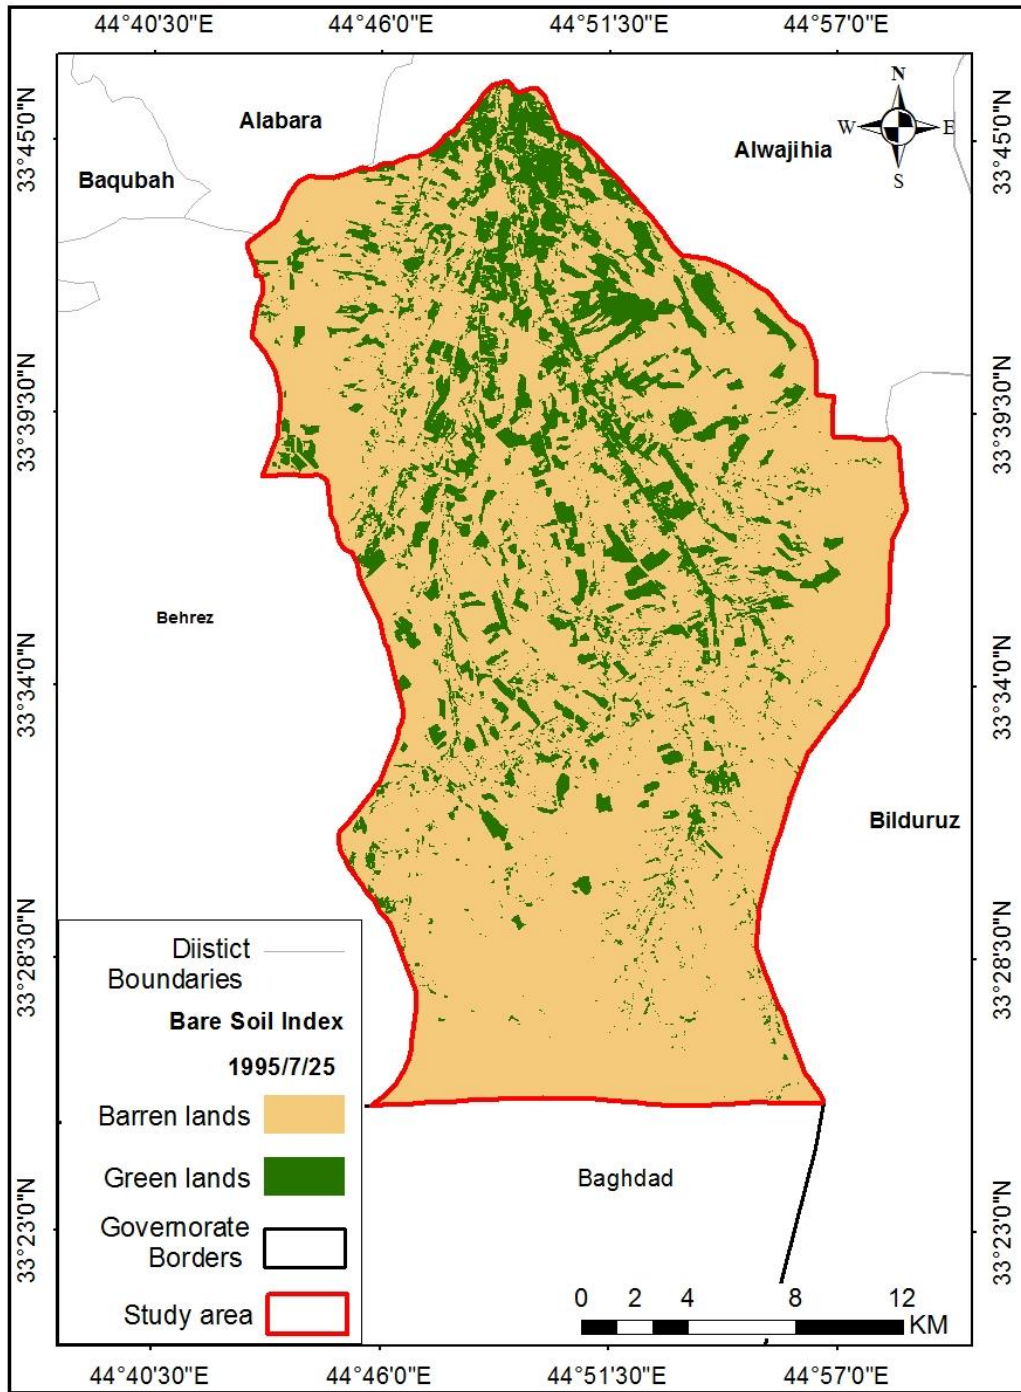 44°40'30"E 44°46'0"E 44°51'30"E 44°57'0"E
33°45'0"N
33°39'30"N
33°34'0"N
33°28'30"N
33°23'0"N
N
W E
S
Alabara
Alwajihia
Baqubah
Behrez
Bilduruz
Baghdad
Diistict
Boundaries
Bare Soil Index
1995/7/25
Barren lands
Green lands
Governorate
Borders
Study area
0 2 4 8 12
KM
33°45'0"N
33°39'30"N
33°34'0"N
33°28'30"N
33°23'0"N
44°40'30"E 44°46'0"E 44°51'30"E 44°57'0"E